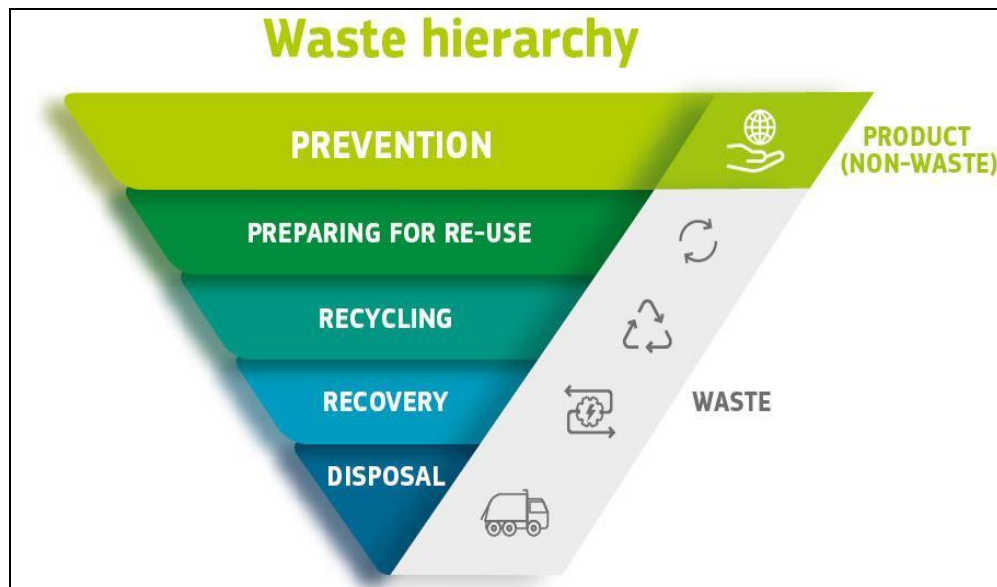 Waste hierarchy
PREVENTION
PRODUCT
(NON-WASTE)
PREPARING FOR RE-USE
RECYCLING
RECOVERY
WASTE
DISPOSAL